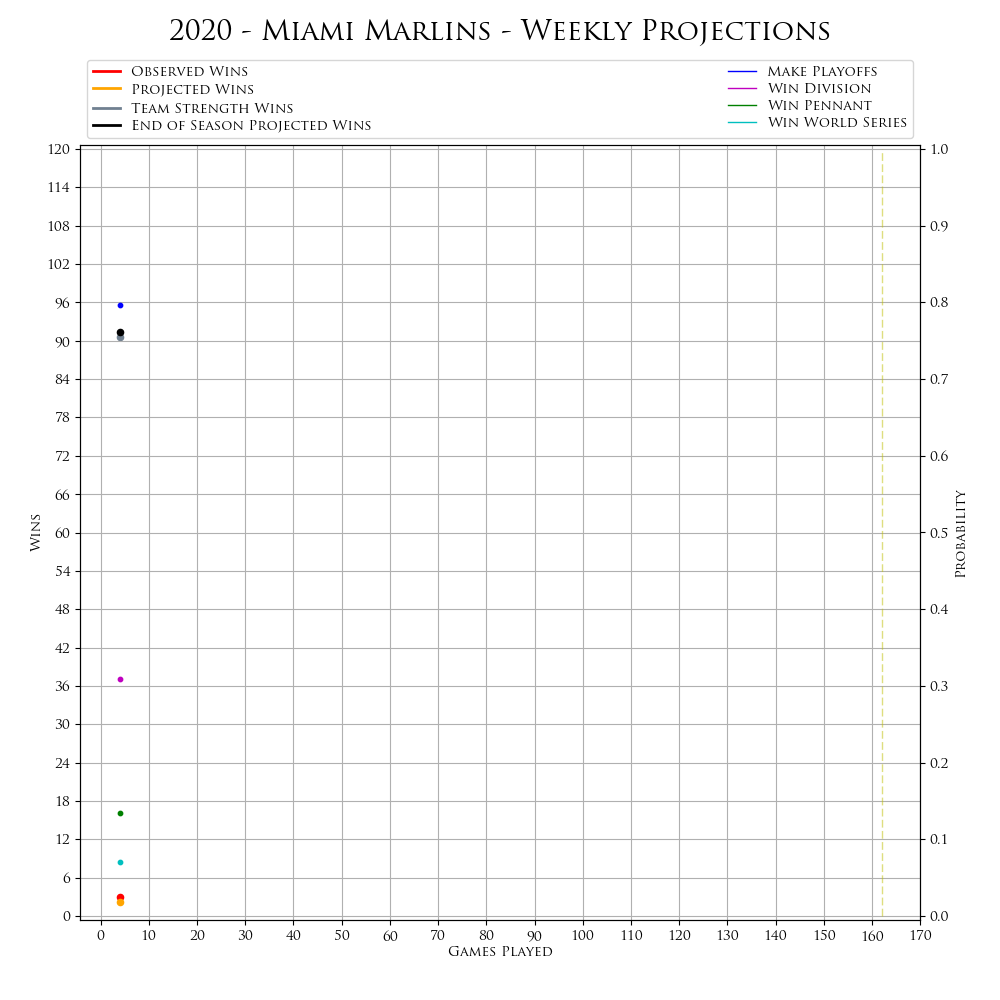 2020 - Miami Marlins - Weekly Projections
Observed Wins
Projected Wins
Team Strength Wins
End of Season Projected Wins
Make Playoffs
Win Division
Win Pennant
Win World Series
120
114
108
102
96
90
84
78
72
66
60
54
48
42
36
30
24
18
12
6
0
Wins
1.0
0.9
0.8
0.7
0.6
0.5
0.4
0.3
0.2
0.1
0.0
Probability
0 10 20 30 40 50 60 70 80 90 100 110 120 130 140 150 160 170
Games Played